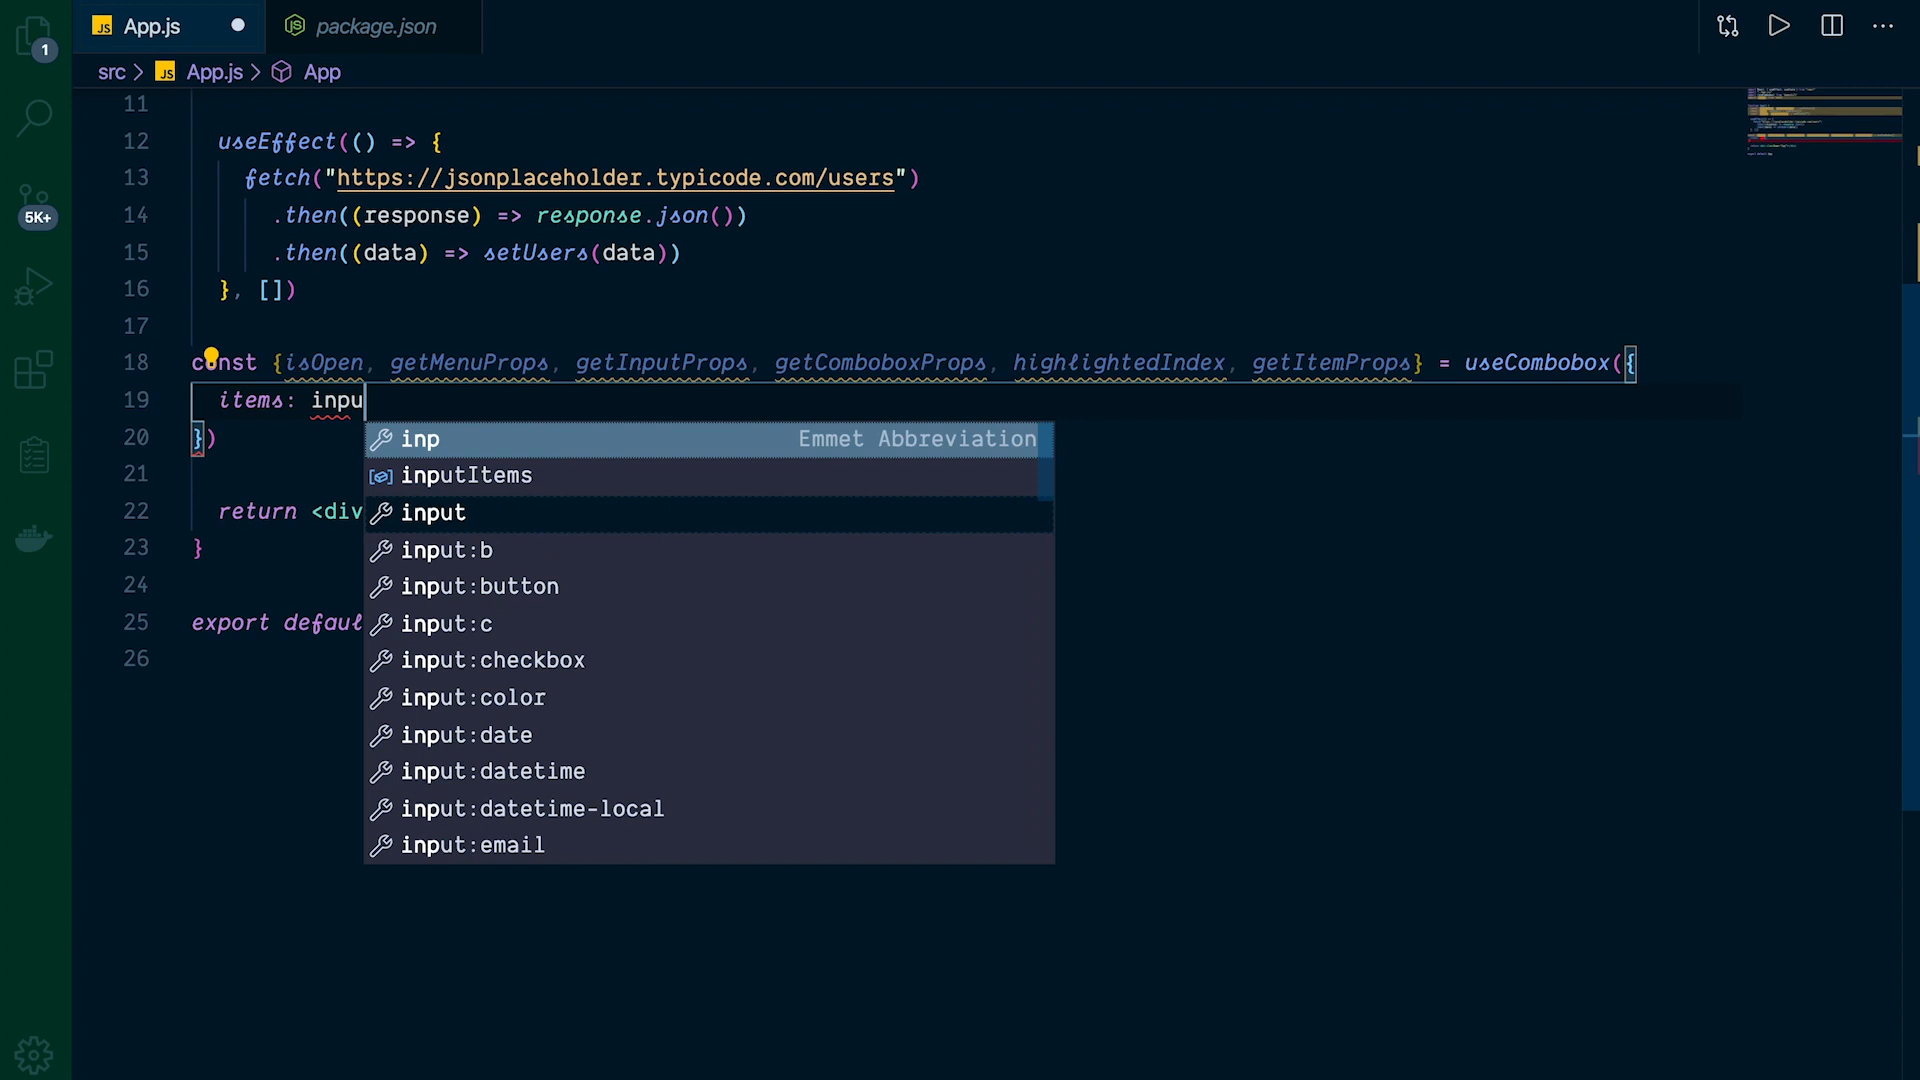 JS App.js package.json
1
src > JS App.js > App
11
12 useEffect(() => {
13 fetch("https://jsonplaceholder.typicode.com/users")
14 .then((response) => response.json())
15 .then((data) => setUsers(data))
16 }, [])
17
18 const {isOpen, getMenuProps, getInputProps, getComboboxProps, highlightedIndex, getItemProps} = useCombobox({
19 items: inpu
20 })
inp Emmet Abbreviation
21
inputItems
22 return <div
input
23 }
input:b
24
input:button
25 export defaul
input:c
26
input:checkbox
input:color
input:date
input:datetime
input:datetime-local
input:email
5K+